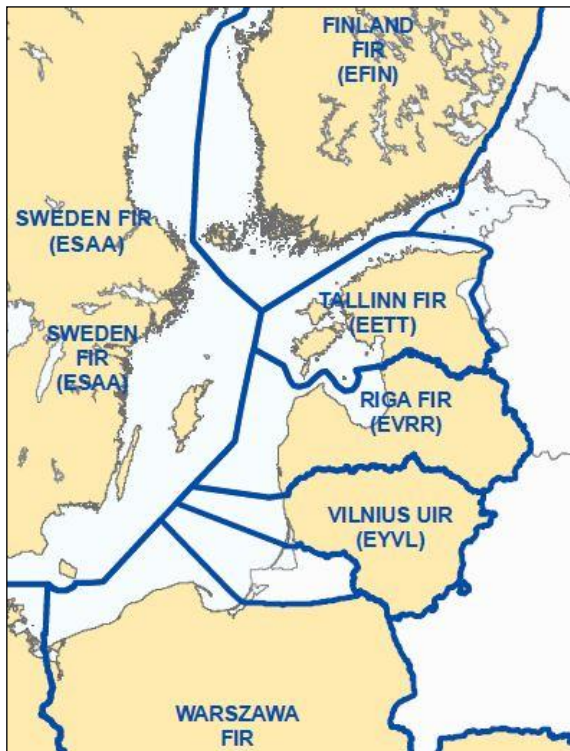 FINLAND
FIR
(EFIN)
SWEDEN FIR
(ESAA)
SWEDEN
FIR
(ESAA)
TALLINN FIR
(EETT)
RIGA FIR
(EVRR)
VILNIUS UIR
(EYVL)
WARSZAWA
FIR